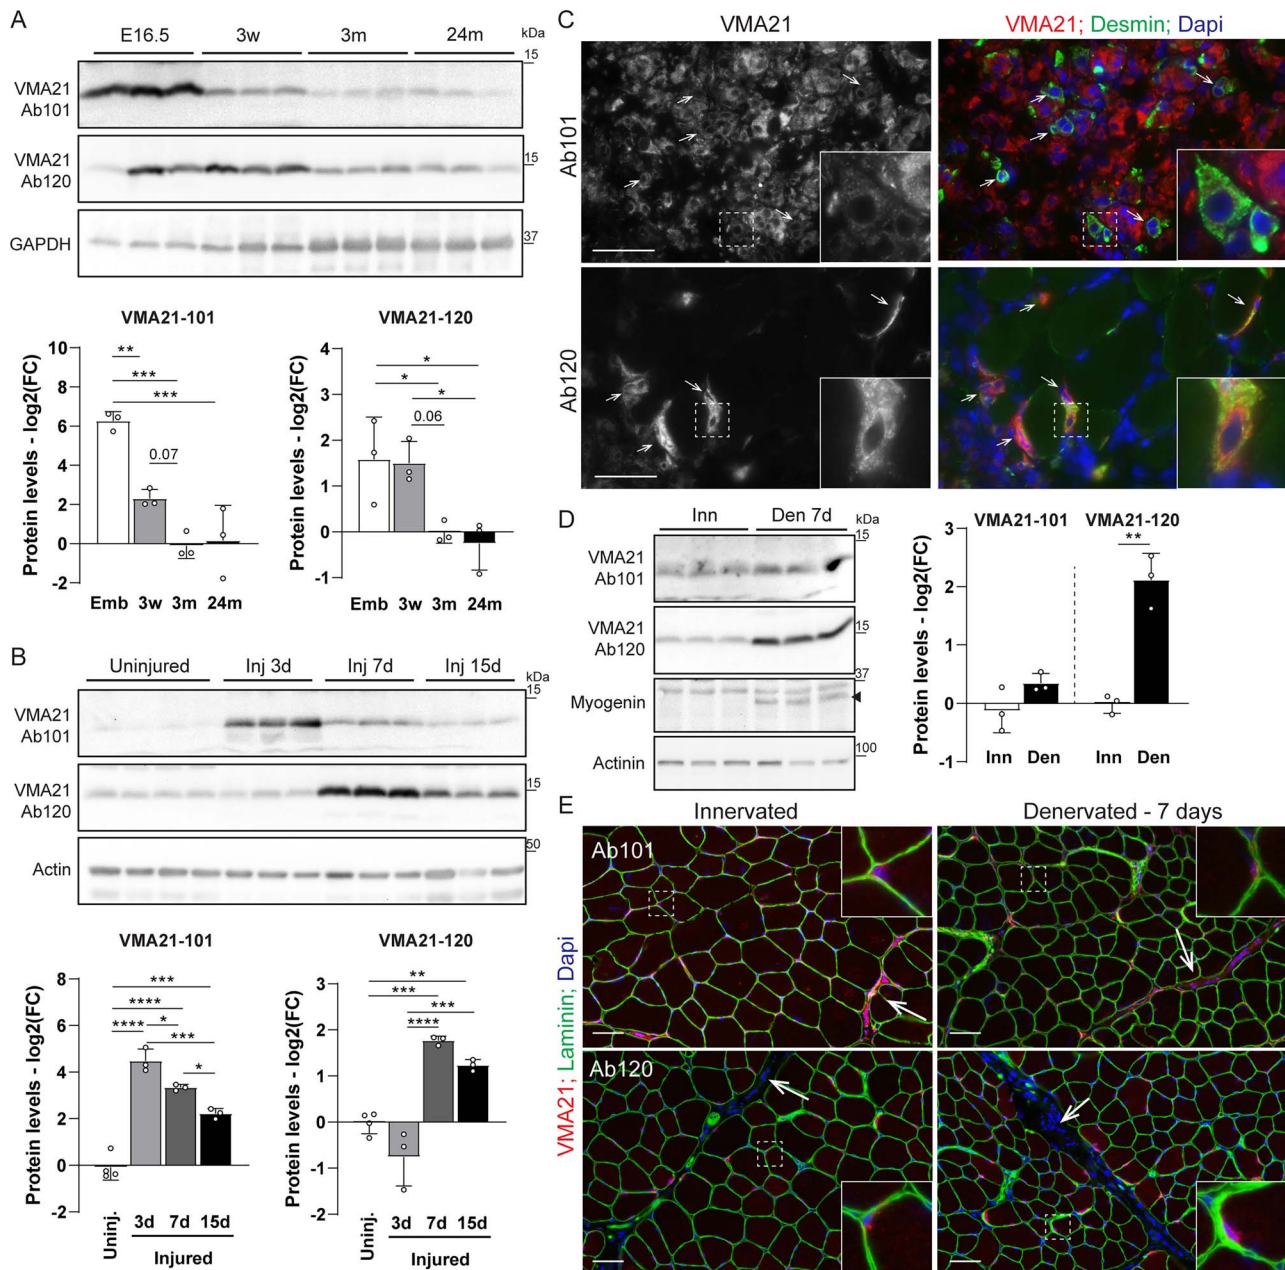 A
E16.5 3w 3m 24m kDa
15
VMA21
Ab101
VMA21
Ab120
15
GAPDH
37
VMA21-101
Protein levels - log2(FC)
10
8
6
4
2
0
-2
** 
***
***
0.07
Emb 3w 3m 24m
VMA21-120
Protein levels - log2(FC)
4
3
2
1
0
-1
*
* *
0.06
Emb 3w 3m 24m
B
Uninjured Inj 3d Inj 7d Inj 15d kDa
15
VMA21
Ab101
VMA21
Ab120
15
Actin
50
VMA21-101
Protein levels - log2(FC)
8
6
4
2
0
-2
***
****
**** *
***
*
Uninj. 3d 7d 15d
Injured
VMA21-120
Protein levels - log2(FC)
3
2
1
0
-1
-2
**
***
***
****
Uninj. 3d 7d 15d
Injured
C
VMA21 VMA21; Desmin; Dapi
Ab101
Ab120
D
Inn Den 7d kDa
15
VMA21
Ab101
VMA21
Ab120
15
Myogenin
37
Actinin
100
VMA21-101 VMA21-120
Protein levels - log2(FC)
3
2
1
0
-1
**
Inn Den Inn Den
E
Innervated Denervated - 7 days
VMA21; Laminin; Dapi
Ab101
Ab120